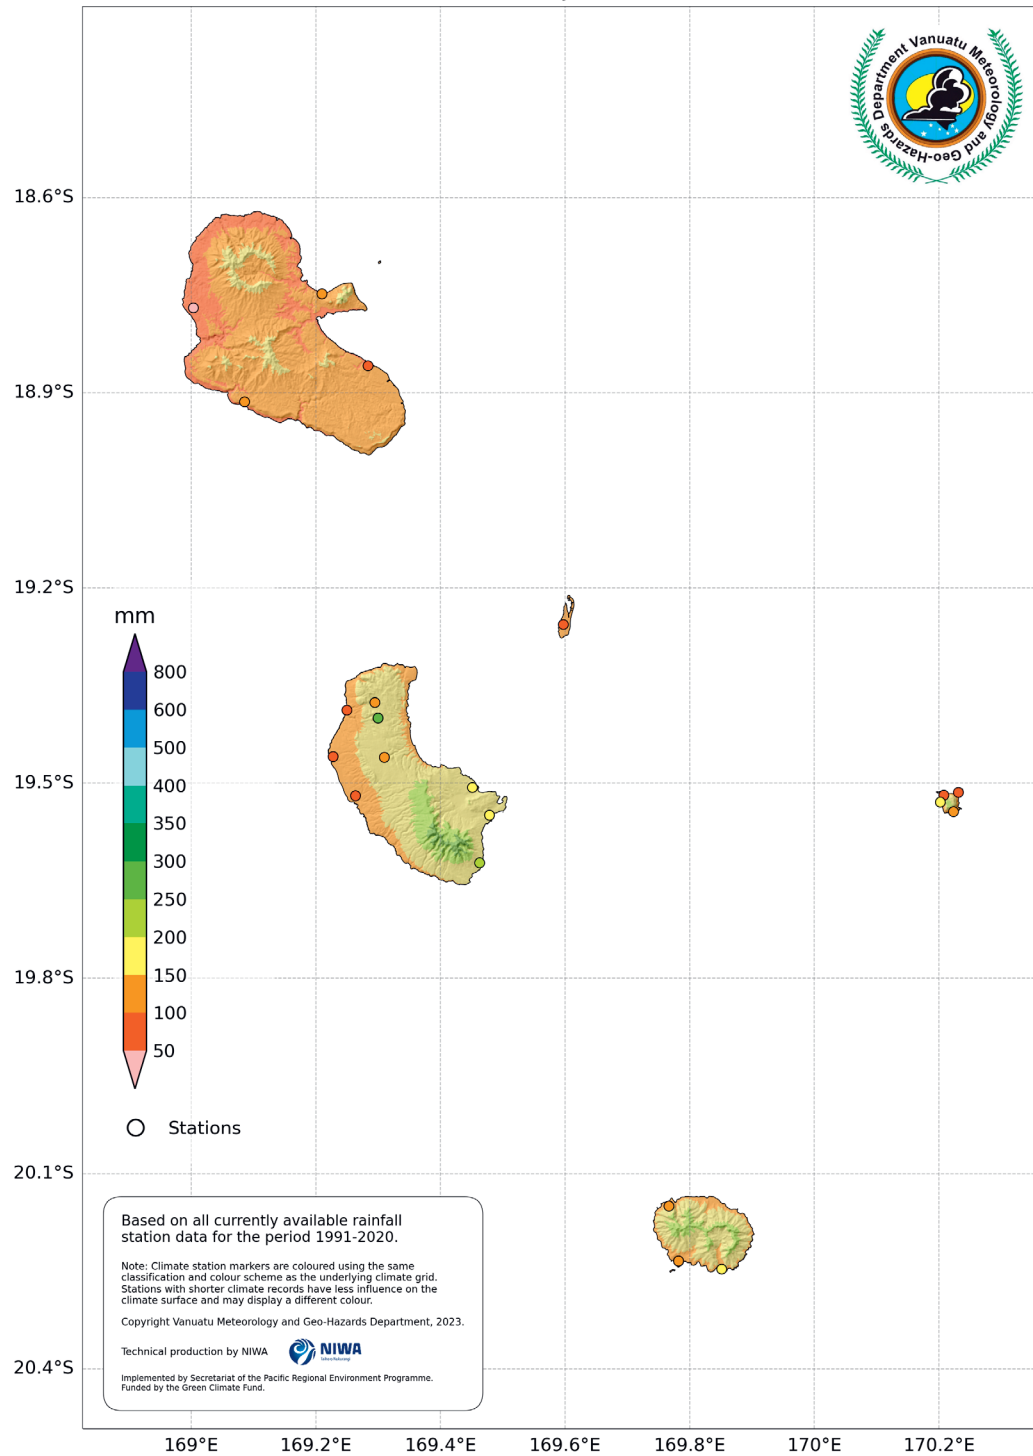 Department Vanuatu Meteorology and Geo-Hazards
18.6°S
18.9°S
19.2°S
mm
800
600
500
19.5°S
400
350
300
250
200
19.8°S
150
100
50
Stations
20.1°S
Based on all currently available rainfall
station data for the period 1991-2020.
Note: Climate station markers are coloured using the same
classification and colour scheme as the underlying climate grid.
Stations with shorter climate records have less influence on the
climate surface and may display a different colour.
Copyright Vanuatu Meteorology and Geo-Hazards Department, 2023.
Technical production by NIWA
NIWA
Implemented by Secretariat of the Pacific Regional Environment Programme.
Funded by the Green Climate Fund.
20.4°S
169°E 169.2°E 169.4°E 169.6°E 169.8°E 170°E 170.2°E